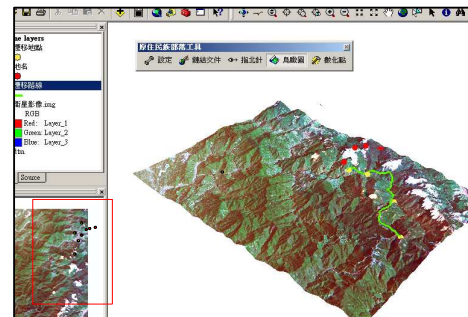 原住民族部落工具
設定 鏈結文件 指北針 鳥瞰圖 數化點
ne layers
遷移地點
地名
遷移路線
衛星影像.img
RGB
Red: Layer_1
Green: Layer_2
Blue: Layer_3
Source